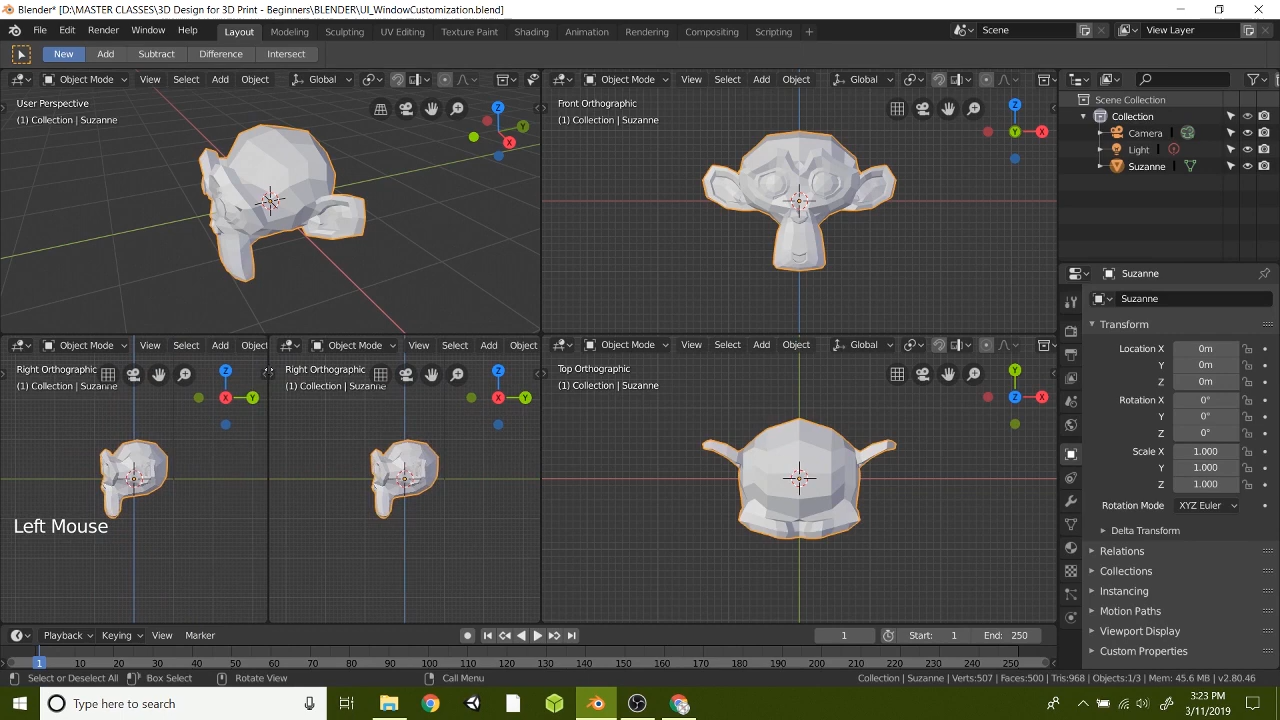 Blender* [D:\MASTER CLASSES\3D Design for 3D Print - Beginners\BLENDER\UI_WindowCustomization.blend]
File Edit Render Window Help Layout Modeling Sculpting UV Editing Texture Paint Shading Animation Rendering Compositing Scripting + Scene View Layer
New Add Subtract Difference Intersect
Object Mode View Select Add Object Global Object Mode View Select Add Object Global
User Perspective
(1) Collection | Suzanne
Z
Y
X
Front Orthographic
(1) Collection | Suzanne
Z
Y
X
Scene Collection
Collection
Camera
Light
Suzanne
Object Mode View Select Add Object Mode View Select Add Object Object Mode View Select Add Object Global
Right Orthographic
(1) Collection | Suzanne
Z
X
Y
Right Orthographic
(1) Collection | Suzanne
Z
X
Y
Top Orthographic
(1) Collection | Suzanne
Y
Z
X
Left Mouse
Suzanne
Suzanne
Transform
Location X 0m
Y 0m
Z 0m
Rotation X 0°
Y 0°
Z 0°
Scale X 1.000
Y 1.000
Z 1.000
Rotation Mode XYZ Euler
Delta Transform
Relations
Collections
Instancing
Motion Paths
Viewport Display
Custom Properties
Playback Keying View Marker 1 Start: 1 End: 250
1 10 20 30 40 50 60 70 80 90 100 110 120 130 140 150 160 170 180 190 200 210 220 230 240 250
Select or Deselect All Box Select Rotate View Call Menu Collection | Suzanne | Verts:507 | Faces:500 | Tris:968 | Objects:1/3 | Mem: 45.6 MB | v2.80.46
Type here to search
3:23 PM
3/11/2019